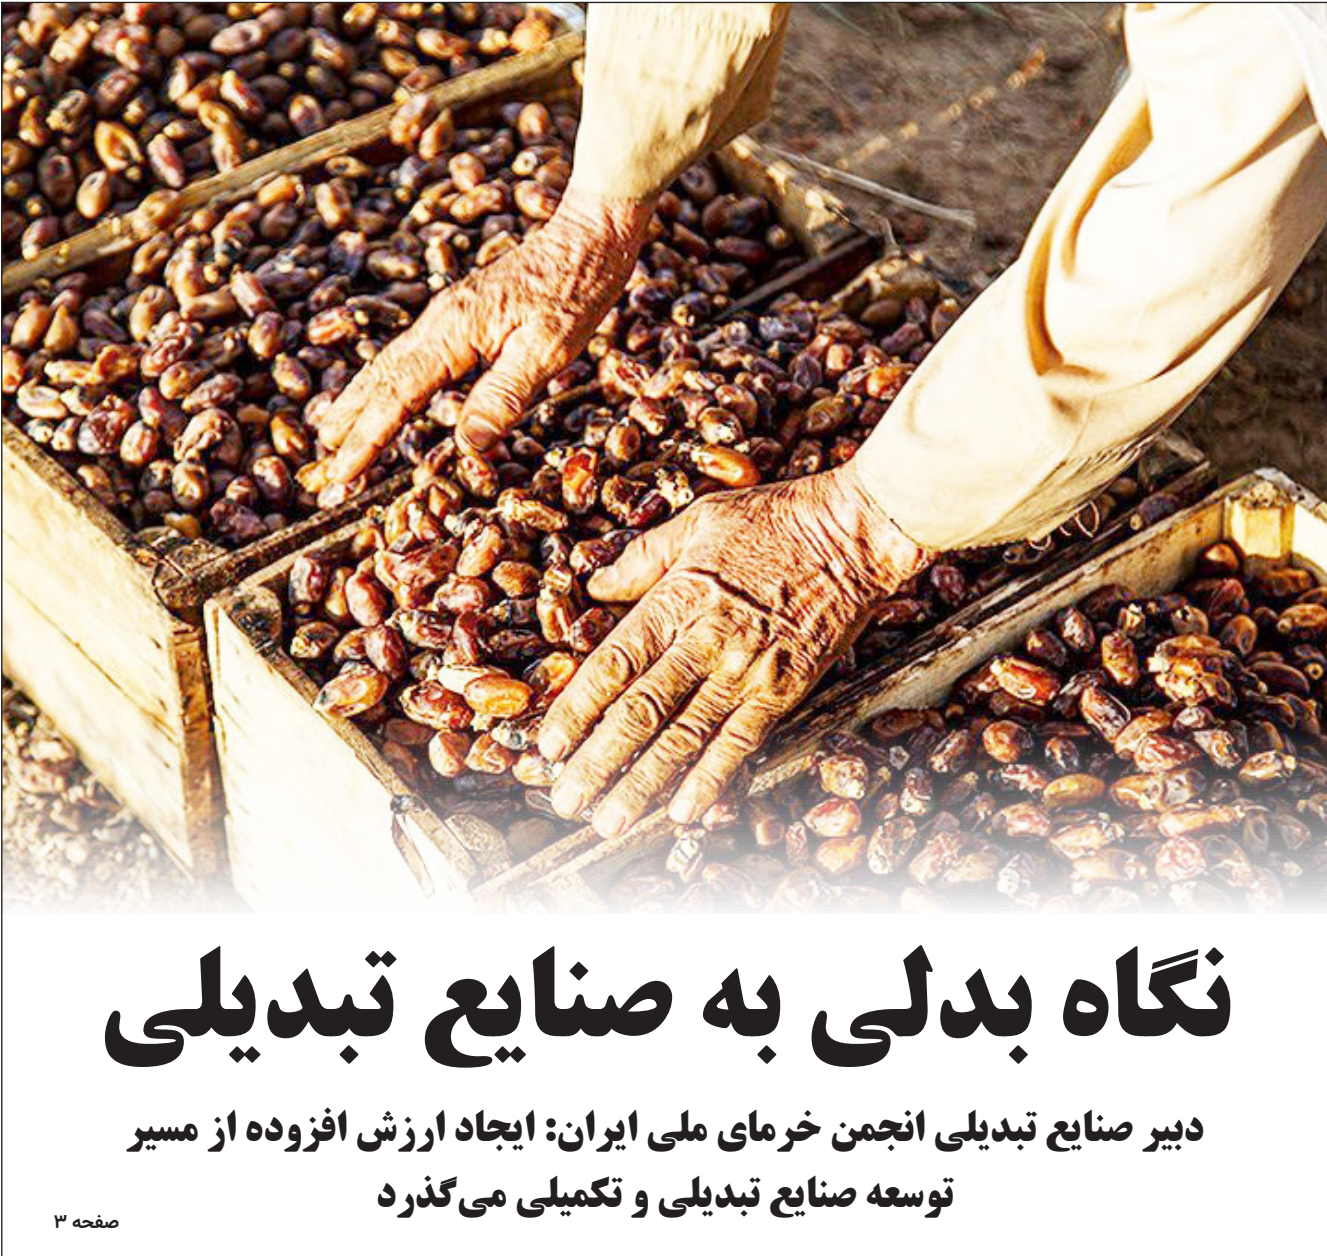 نگاه بدلی به صنایع تبدیلی
دبیر صنایع تبدیلی انجمن خرمای ملی ایران: ایجاد ارزش افزوده از مسیر
توسعه صنایع تبدیلی و تکمیلی می‌گذرد
صفحه ۳